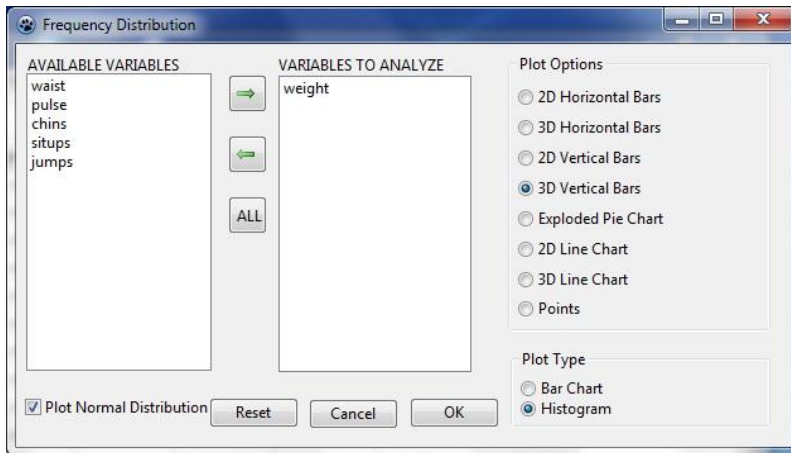 Frequency Distribution
AVAILABLE VARIABLES
waist
pulse
chins
situps
jumps
ALL
VARIABLES TO ANALYZE
weight
Plot Options
2D Horizontal Bars
3D Horizontal Bars
2D Vertical Bars
3D Vertical Bars
Exploded Pie Chart
2D Line Chart
3D Line Chart
Points
Plot Type
Bar Chart
Histogram
Plot Normal Distribution
Reset
Cancel
OK